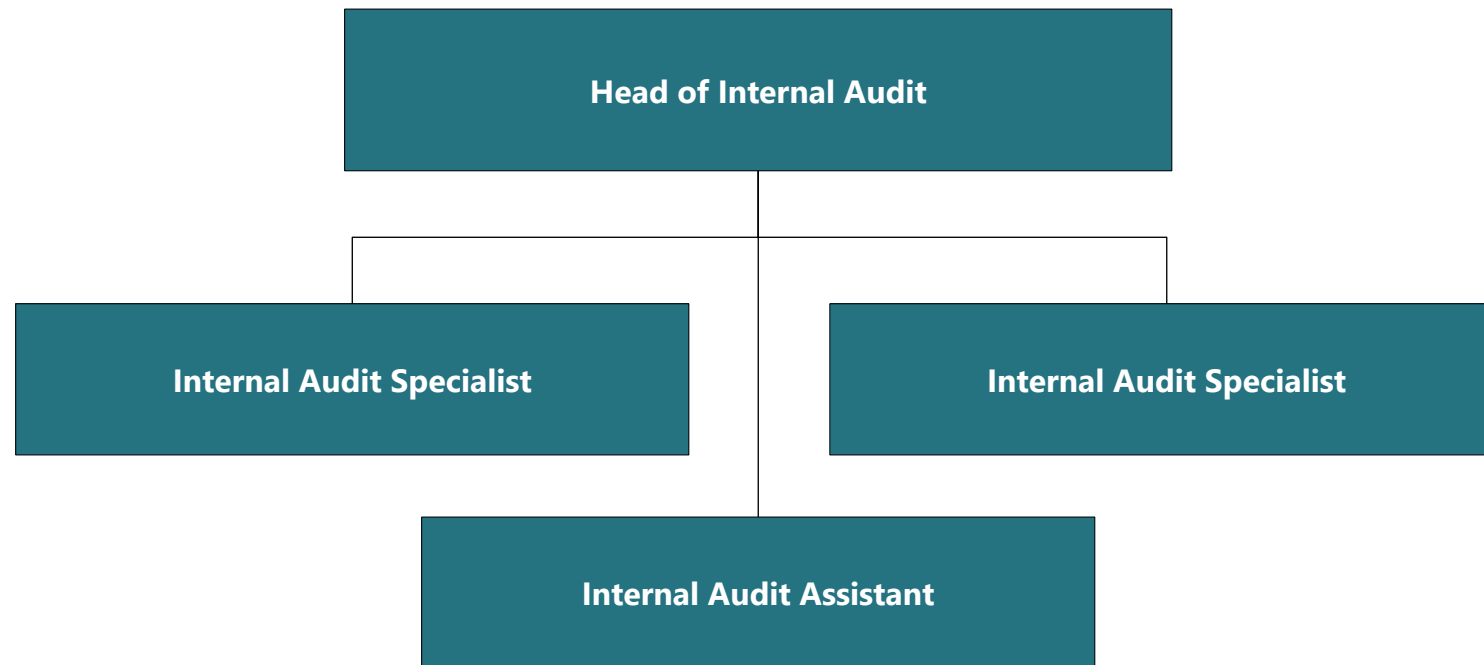 Head of Internal Audit
Internal Audit Specialist
Internal Audit Specialist
Internal Audit Assistant